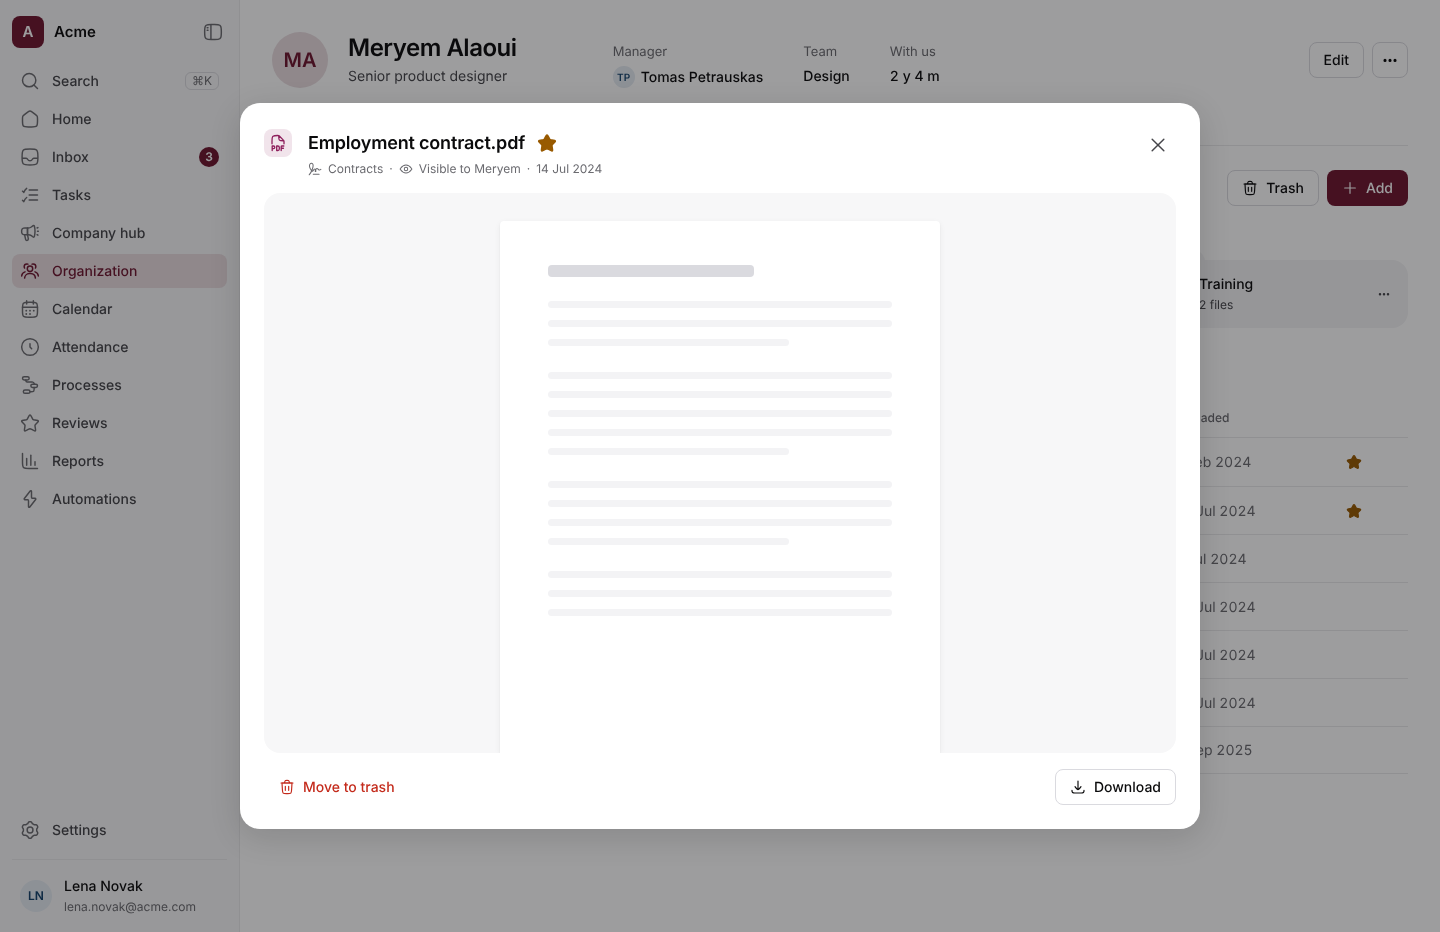 A Acme
Search ⌘K
Home
Inbox 3
Tasks
Company hub
Organization
Calendar
Attendance
Processes
Reviews
Reports
Automations
Settings
LN Lena Novak
lena.novak@acme.com
MA Meryem Alaoui
Senior product designer
Manager
TP Tomas Petrauskas
Team
Design
With us
2 y 4 m
Edit
Trash
Add
Training
2 files
Employment contract.pdf
PDF
Contracts · Visible to Meryem · 14 Jul 2024
2024
Jul 2024
2024
Jul 2024
Jul 2024
Jul 2024
2025
Move to trash
Download